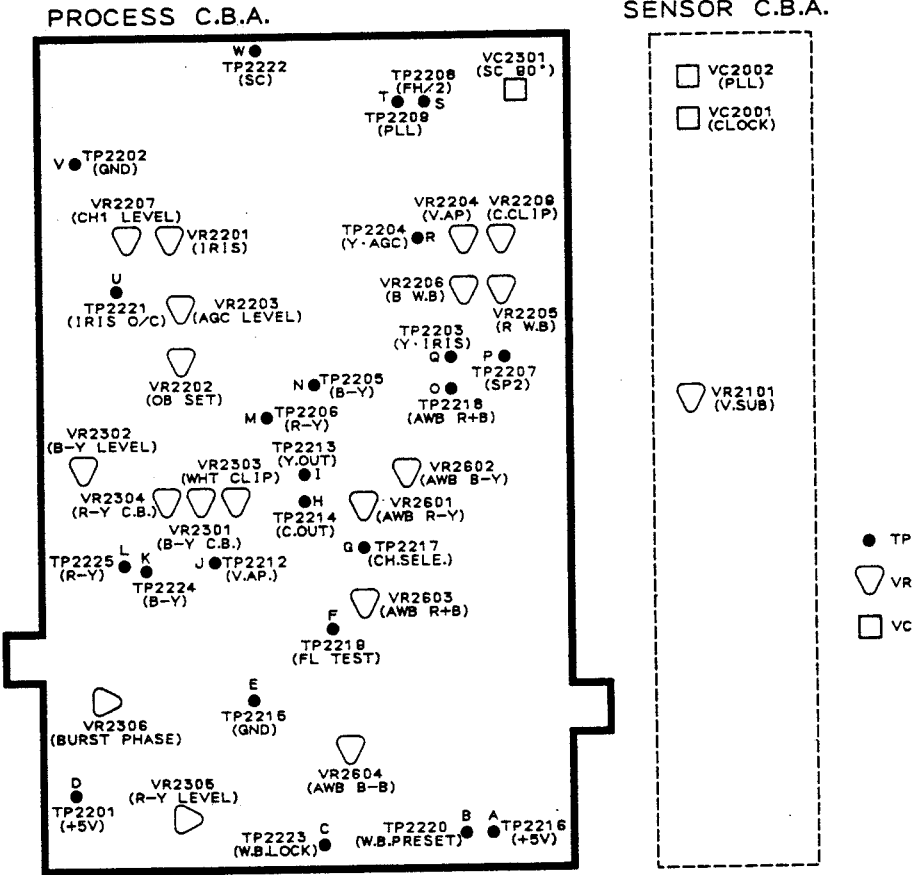 PROCESS C.B.A.
SENSOR C.B.A.
W
TP2222
(SC)
VC2301
(SC 90°)
TP2208
(FH/2)
T
S
TP2209
(PLL)
VC2002
(PLL)
VC2001
(CLOCK)
V
TP2202
(GND)
VR2207
(CH1 LEVEL)
VR2201
(IRIS)
VR2204
(V.AP)
VR2209
(C.CLIP)
TP2204
(Y·AGC)
R
U
TP2221
(IRIS O/C)
VR2203
(AGC LEVEL)
VR2206
(B W.B)
VR2205
(R W.B)
TP2203
(Y·IRIS)
Q
P
TP2207
(SP2)
VR2202
(OB SET)
N
TP2205
(B-Y)
O
TP2218
(AWB R+B)
VR2101
(V.SUB)
M
TP2206
(R-Y)
VR2302
(B-Y LEVEL)
TP2213
(Y.OUT)
I
VR2303
(WHT CLIP)
VR2602
(AWB B-Y)
VR2304
(R-Y C.B.)
VR2301
(B-Y C.B.)
H
TP2214
(C.OUT)
VR2601
(AWB R-Y)
L
TP2225
(R-Y)
K
TP2224
(B-Y)
J
TP2212
(V.AP.)
G
TP2217
(CH.SELE.)
TP
VR
VC
VR2603
(AWB R+B)
F
TP2219
(FL TEST)
E
TP2215
(GND)
VR2306
(BURST PHASE)
VR2604
(AWB B-B)
D
TP2201
(+5V)
VR2305
(R-Y LEVEL)
C
TP2223
(W.B.LOCK)
B
TP2220
(W.B.PRESET)
A
TP2216
(+5V)